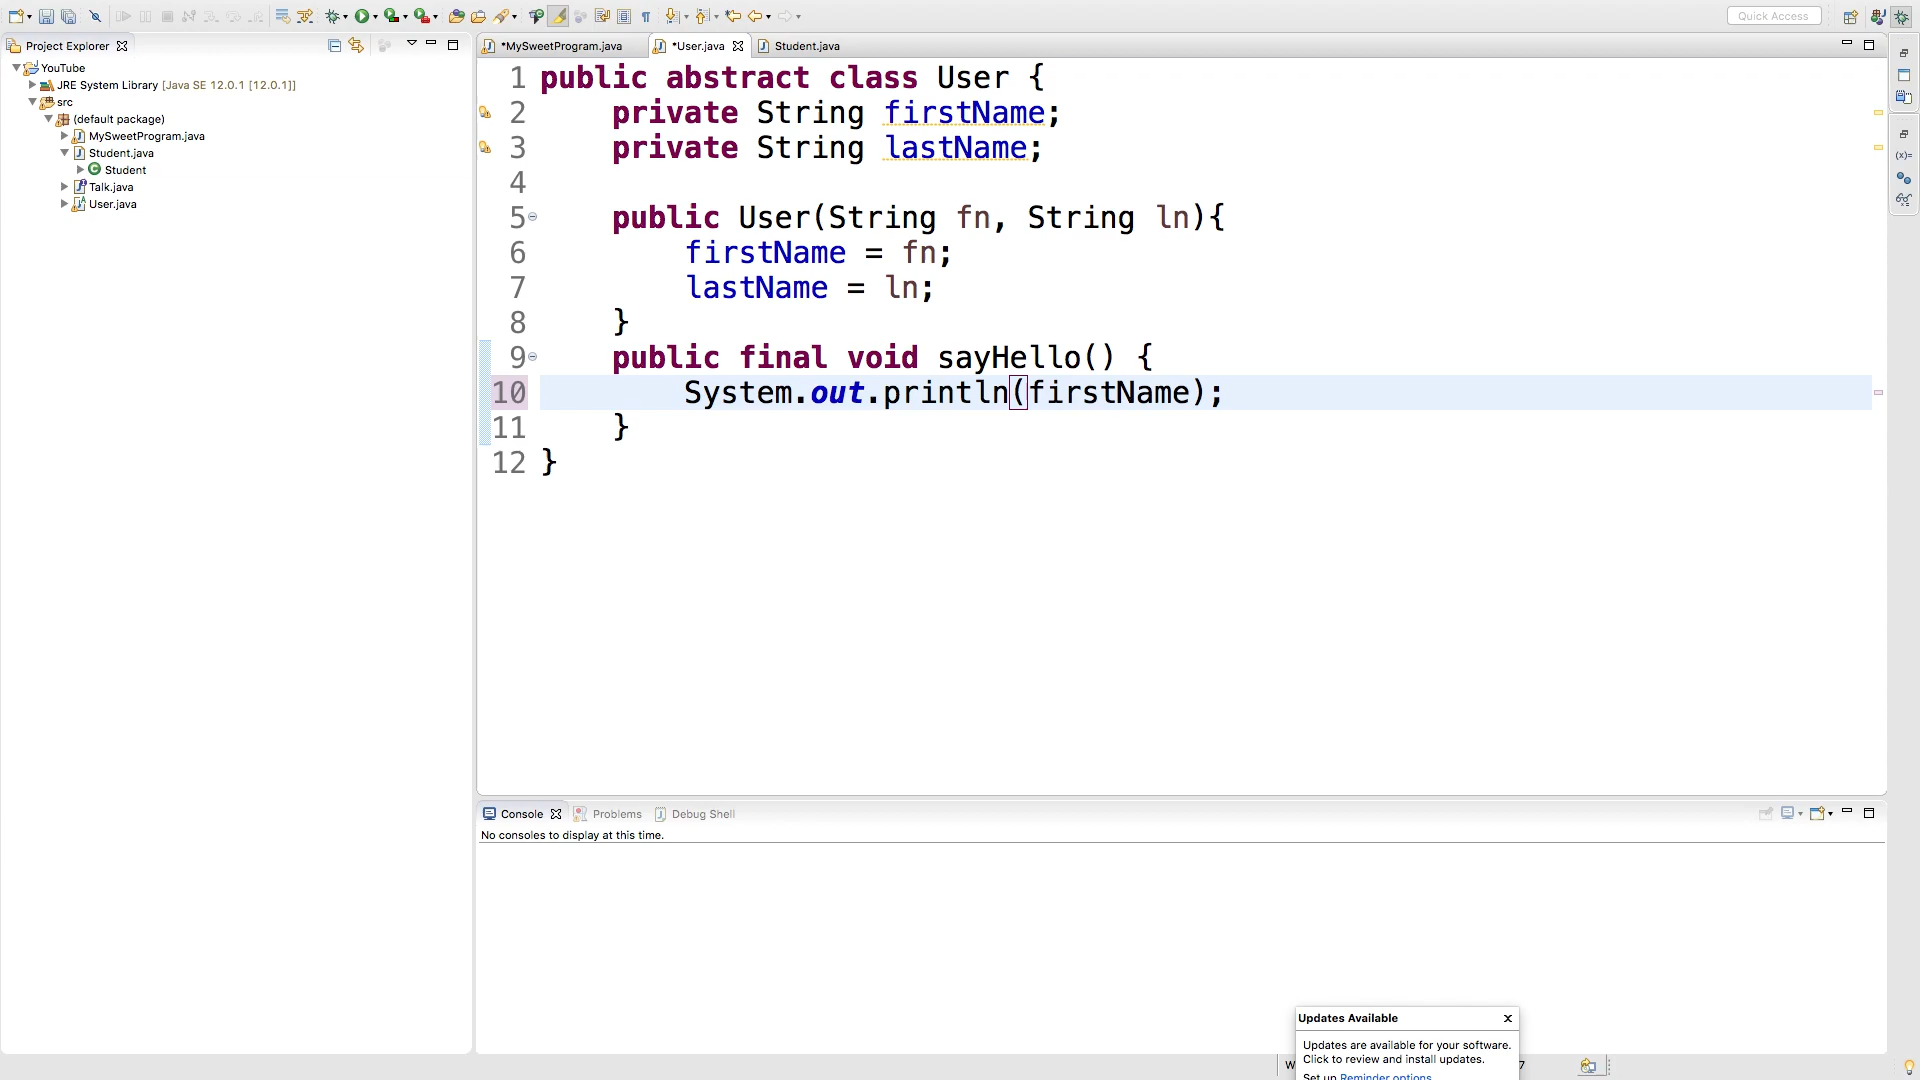 Quick Access
Project Explorer
YouTube
JRE System Library [Java SE 12.0.1 [12.0.1]]
src
(default package)
MySweetProgram.java
Student.java
Student
Talk.java
User.java
*MySweetProgram.java
*User.java
Student.java
1 public abstract class User {
2 private String firstName;
3 private String lastName;
4
5 public User(String fn, String ln){
6 firstName = fn;
7 lastName = ln;
8 }
9 public final void sayHello() {
10 System.out.println(firstName);
11 }
12 }
Console
Problems
Debug Shell
No consoles to display at this time.
Updates Available
Updates are available for your software.
Click to review and install updates.
Set up Reminder options
W
7
(x)=